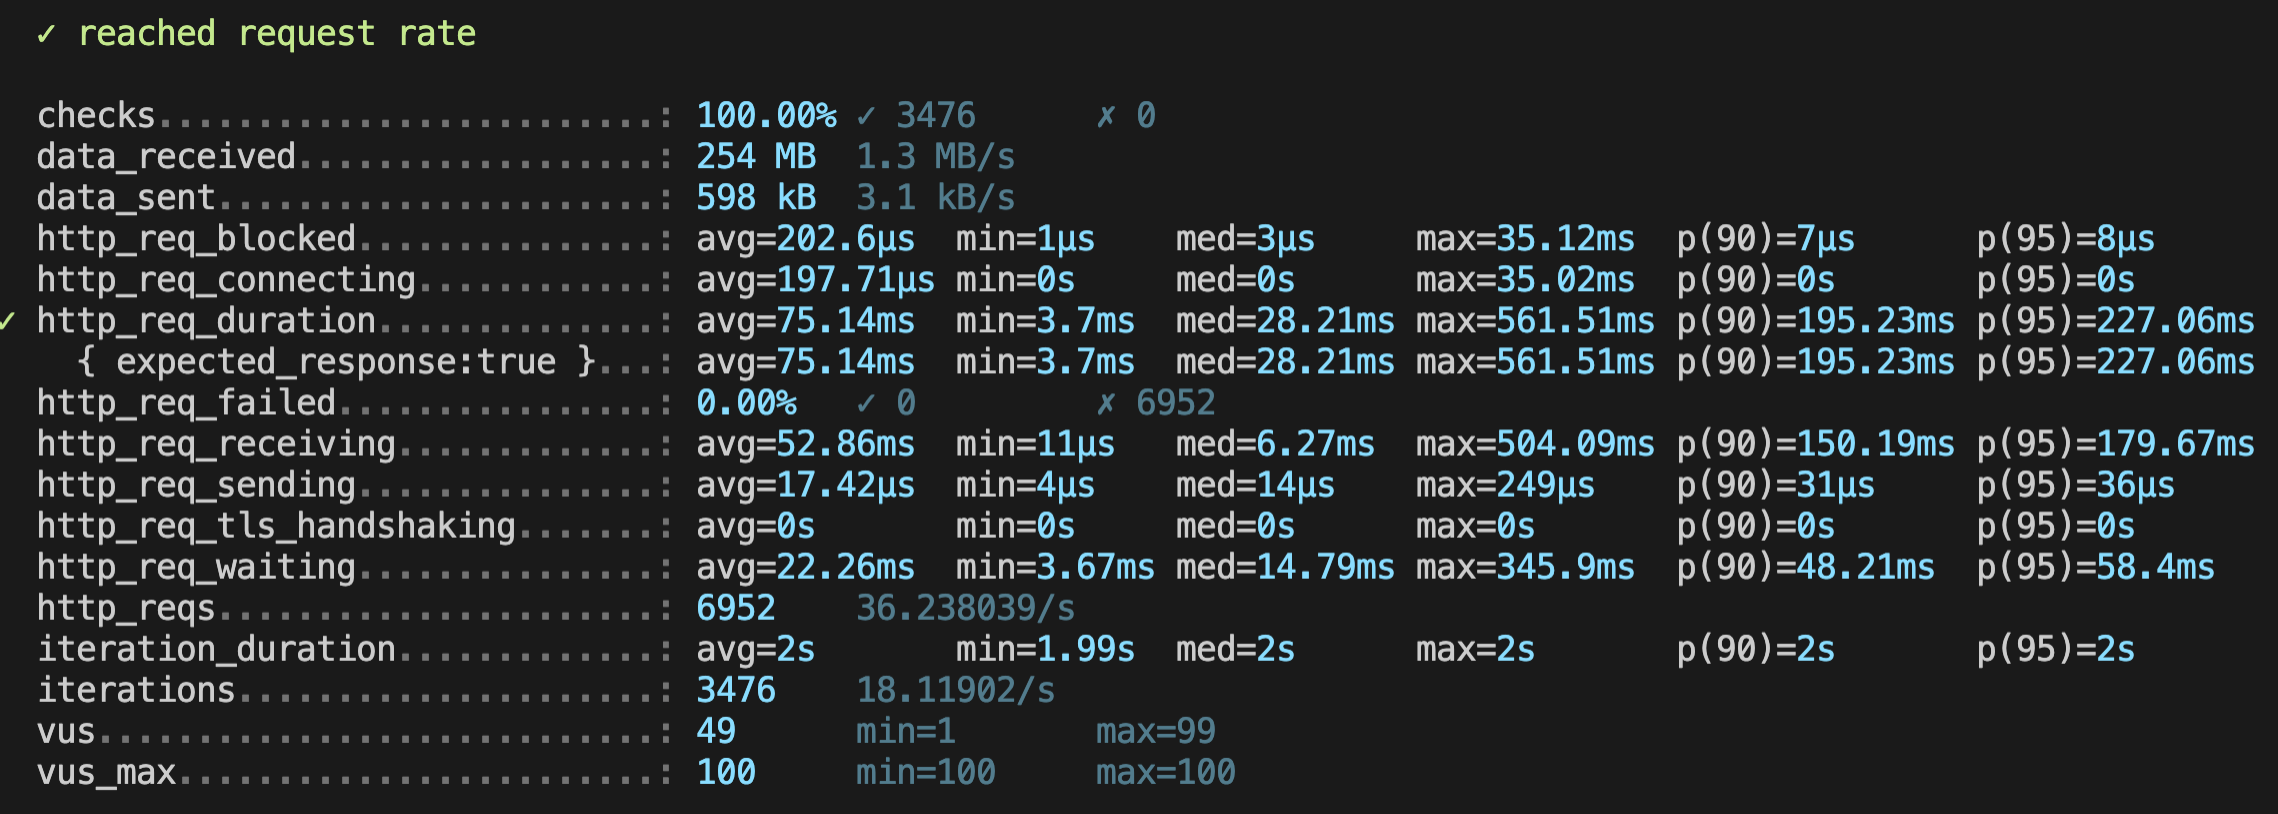 ✓ reached request rate
checks.........................: 100.00% ✓ 3476 ✗ 0
data_received..................: 254 MB 1.3 MB/s
data_sent......................: 598 kB 3.1 kB/s
http_req_blocked...............: avg=202.6µs min=1µs med=3µs max=35.12ms p(90)=7µs p(95)=8µs
http_req_connecting............: avg=197.71µs min=0s med=0s max=35.02ms p(90)=0s p(95)=0s
✓ http_req_duration..............: avg=75.14ms min=3.7ms med=28.21ms max=561.51ms p(90)=195.23ms p(95)=227.06ms
{ expected_response:true }...: avg=75.14ms min=3.7ms med=28.21ms max=561.51ms p(90)=195.23ms p(95)=227.06ms
http_req_failed................: 0.00% ✓ 0 ✗ 6952
http_req_receiving.............: avg=52.86ms min=11µs med=6.27ms max=504.09ms p(90)=150.19ms p(95)=179.67ms
http_req_sending...............: avg=17.42µs min=4µs med=14µs max=249µs p(90)=31µs p(95)=36µs
http_req_tls_handshaking.......: avg=0s min=0s med=0s max=0s p(90)=0s p(95)=0s
http_req_waiting...............: avg=22.26ms min=3.67ms med=14.79ms max=345.9ms p(90)=48.21ms p(95)=58.4ms
http_reqs......................: 6952 36.238039/s
iteration_duration.............: avg=2s min=1.99s med=2s max=2s p(90)=2s p(95)=2s
iterations.....................: 3476 18.11902/s
vus............................: 49 min=1 max=99
vus_max........................: 100 min=100 max=100